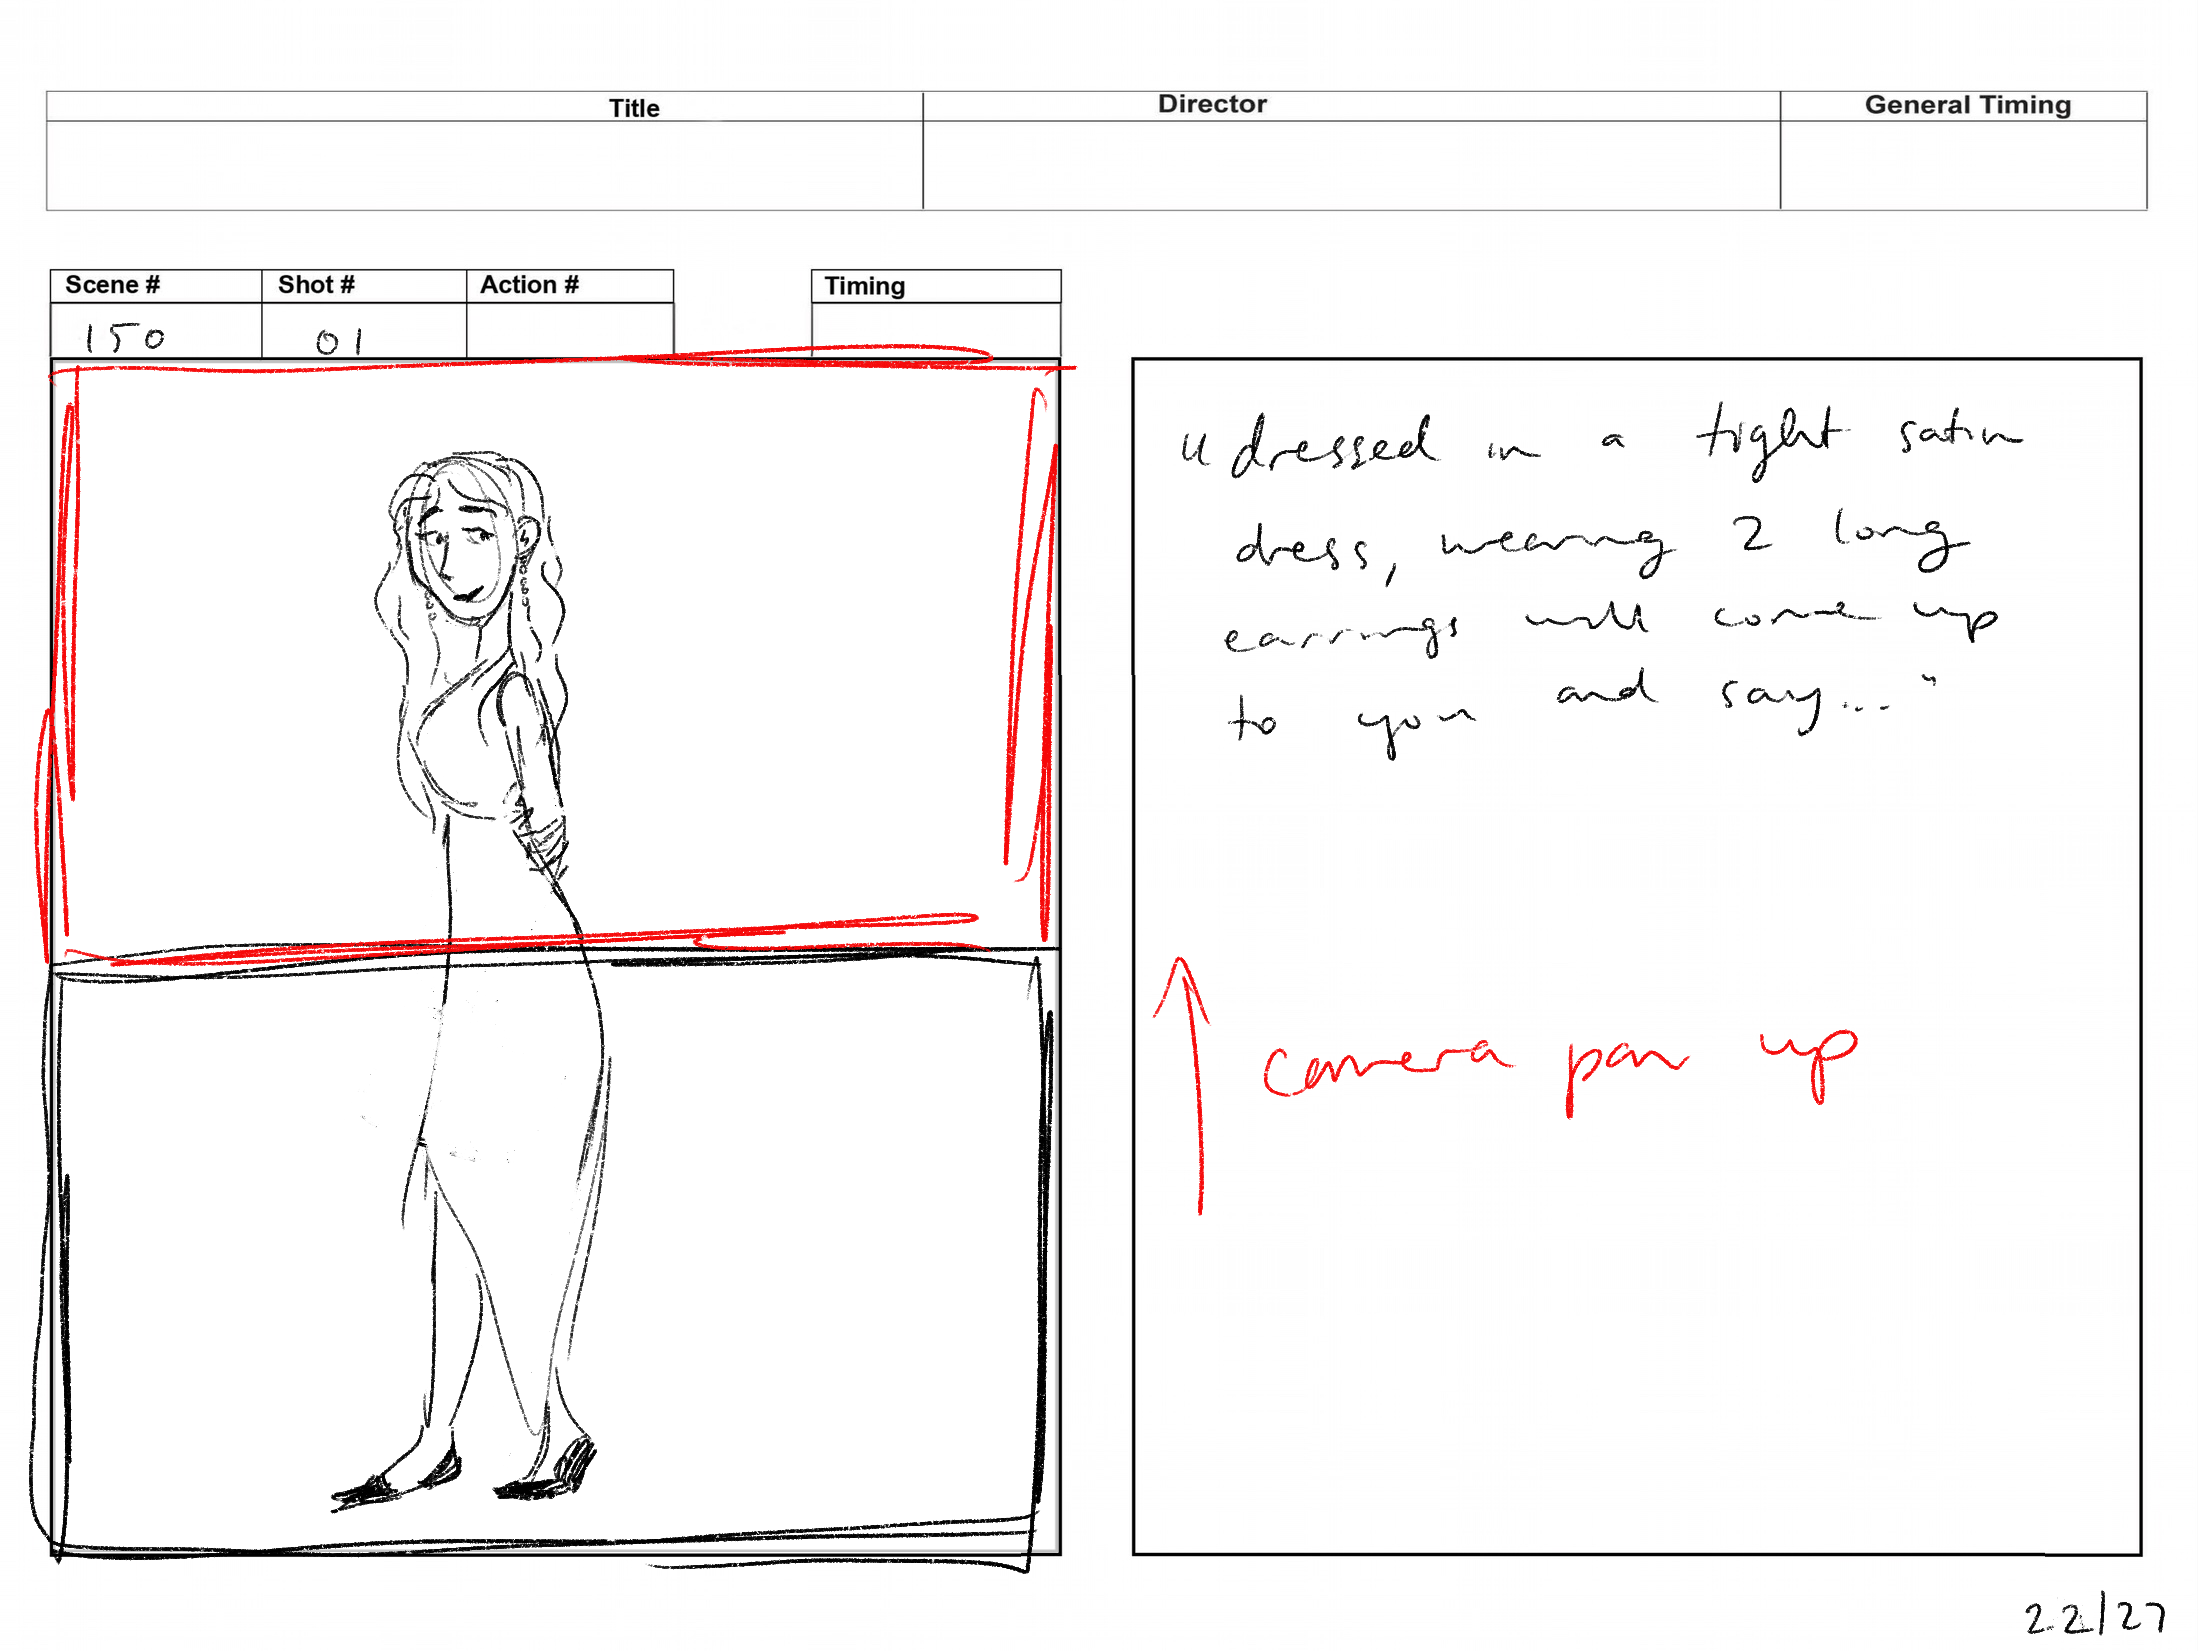 Title
Director
General Timing
Scene #
Shot #
Action #
Timing
150
01
"dressed in a tight satin
dress, wearing 2 long
earrings will come up
to you and say..."
camera pan up
22/27